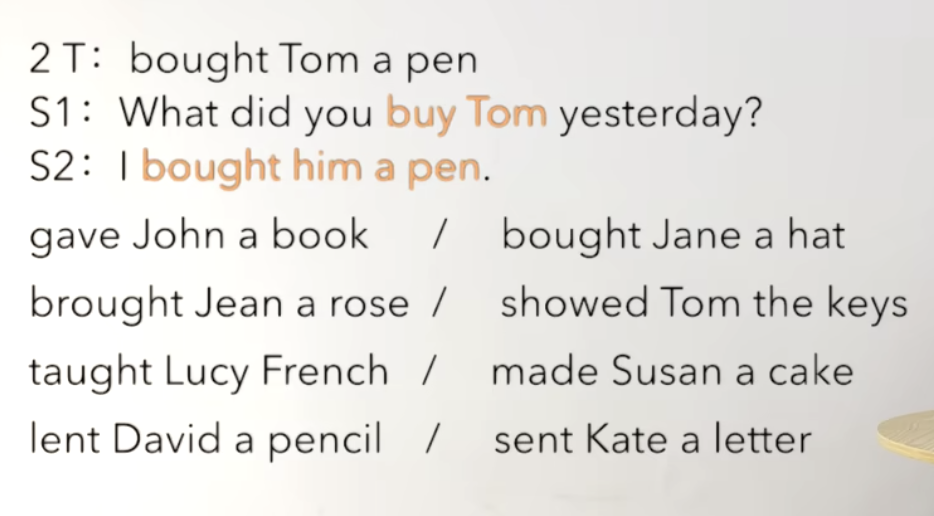 2 T： bought Tom a pen
S1： What did you buy Tom yesterday?
S2： I bought him a pen.
gave John a book / bought Jane a hat
brought Jean a rose / showed Tom the keys
taught Lucy French / made Susan a cake
lent David a pencil / sent Kate a letter